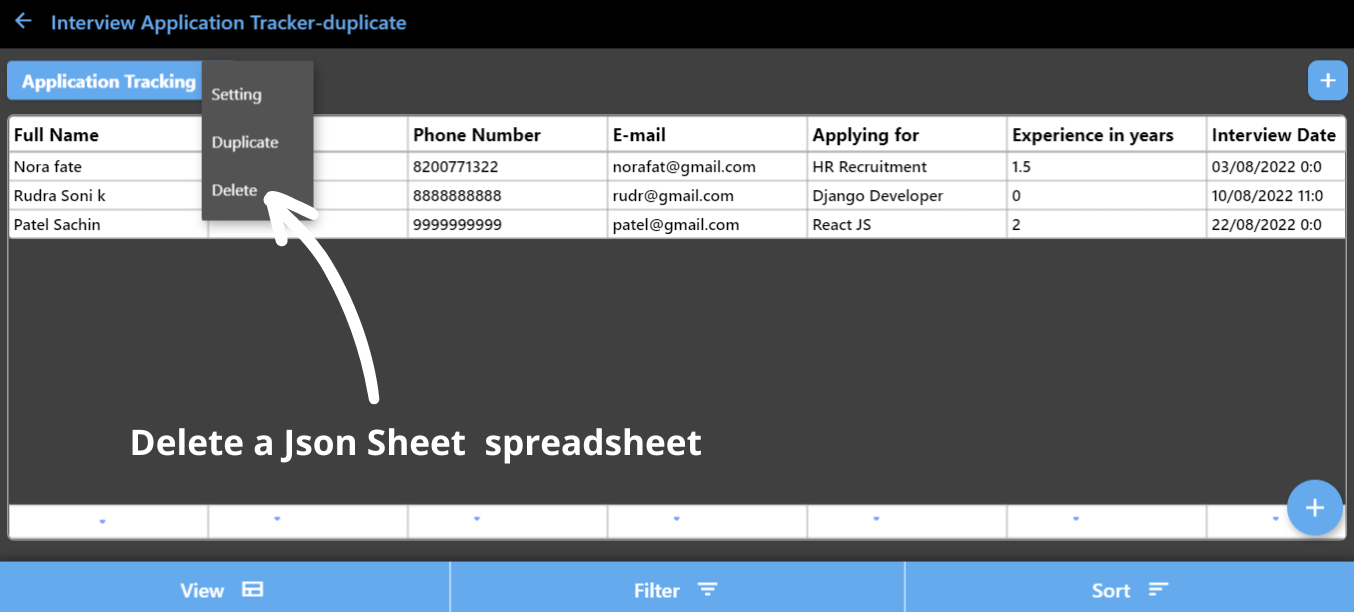 Interview Application Tracker-duplicate
Application Tracking
Setting
Duplicate
Delete
+
Full Name Phone Number E-mail Applying for Experience in years Interview Date
Nora fate 8200771322 norafat@gmail.com HR Recruitment 1.5 03/08/2022 0:0
Rudra Soni k 8888888888 rudr@gmail.com Django Developer 0 10/08/2022 11:0
Patel Sachin 9999999999 patel@gmail.com React JS 2 22/08/2022 0:0
Delete a Json Sheet spreadsheet
+
View Filter Sort